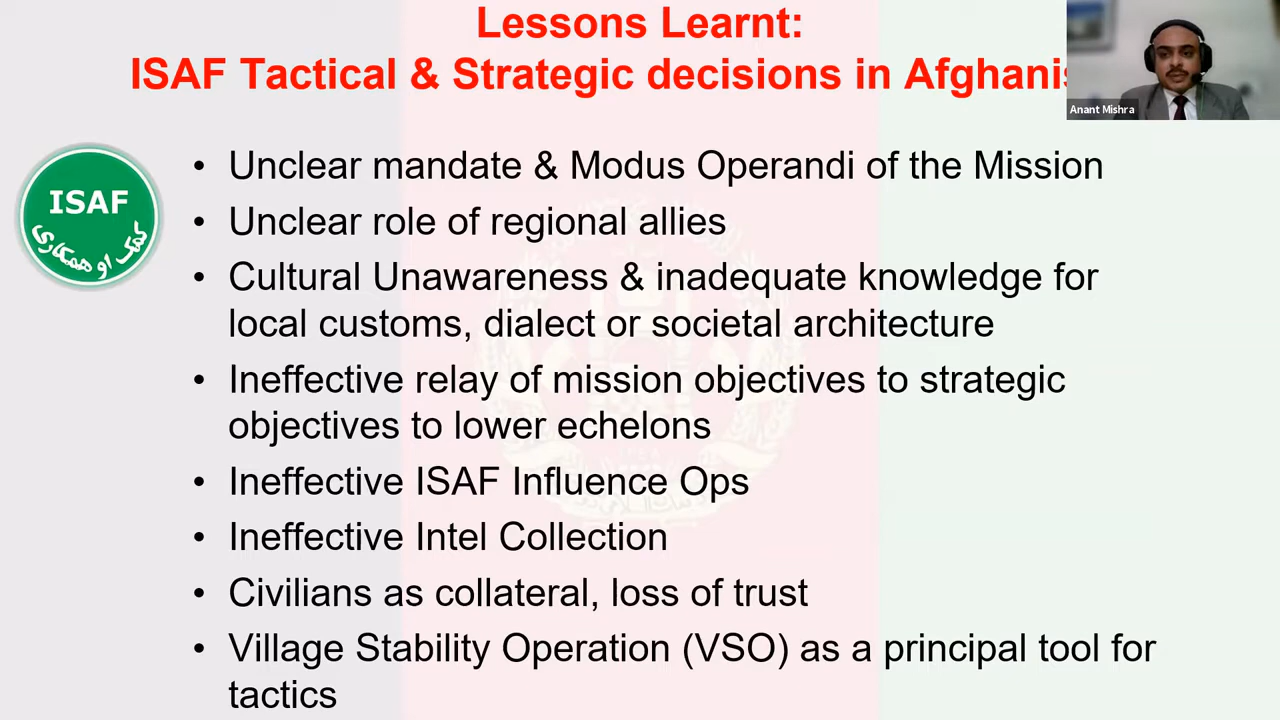 Lessons Learnt:
ISAF Tactical & Strategic decisions in Afghanis
Anant Mishra
ISAF
کمک او همکاري
• Unclear mandate & Modus Operandi of the Mission
• Unclear role of regional allies
• Cultural Unawareness & inadequate knowledge for
local customs, dialect or societal architecture
• Ineffective relay of mission objectives to strategic
objectives to lower echelons
• Ineffective ISAF Influence Ops
• Ineffective Intel Collection
• Civilians as collateral, loss of trust
• Village Stability Operation (VSO) as a principal tool for
tactics